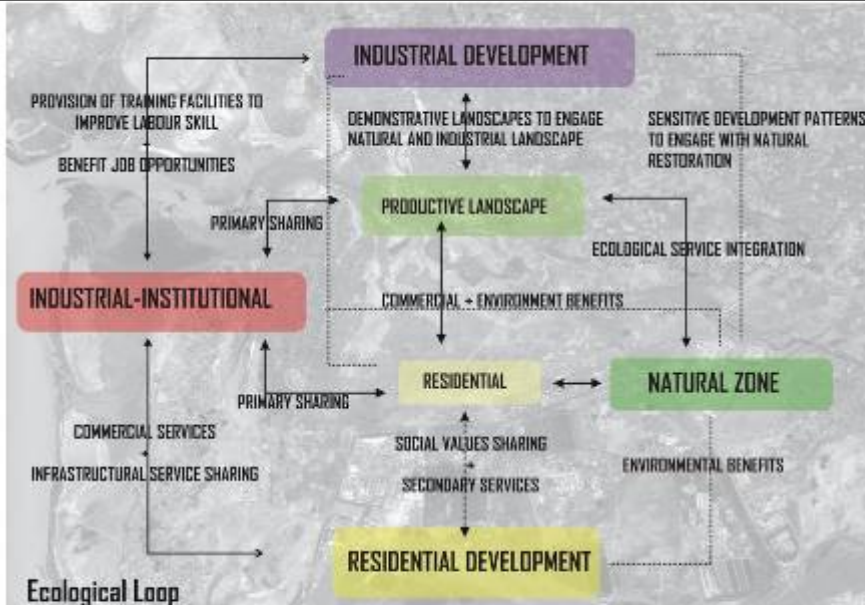 INDUSTRIAL DEVELOPMENT
PROVISION OF TRAINING FACILITIES TO
IMPROVE LABOUR SKILL
+
BENEFIT JOB OPPORTUNITIES
DEMONSTRATIVE LANDSCAPES TO ENGAGE
NATURAL AND INDUSTRIAL LANDSCAPE
SENSITIVE DEVELOPMENT PATTERNS
TO ENGAGE WITH NATURAL
RESTORATION
PRODUCTIVE LANDSCAPE
PRIMARY SHARING
ECOLOGICAL SERVICE INTEGRATION
INDUSTRIAL-INSTITUTIONAL
COMMERCIAL + ENVIRONMENT BENEFITS
RESIDENTIAL
NATURAL ZONE
PRIMARY SHARING
COMMERCIAL SERVICES
+
INFRASTRUCTURAL SERVICE SHARING
SOCIAL VALUES SHARING
+
SECONDARY SERVICES
ENVIRONMENTAL BENEFITS
RESIDENTIAL DEVELOPMENT
Ecological Loop